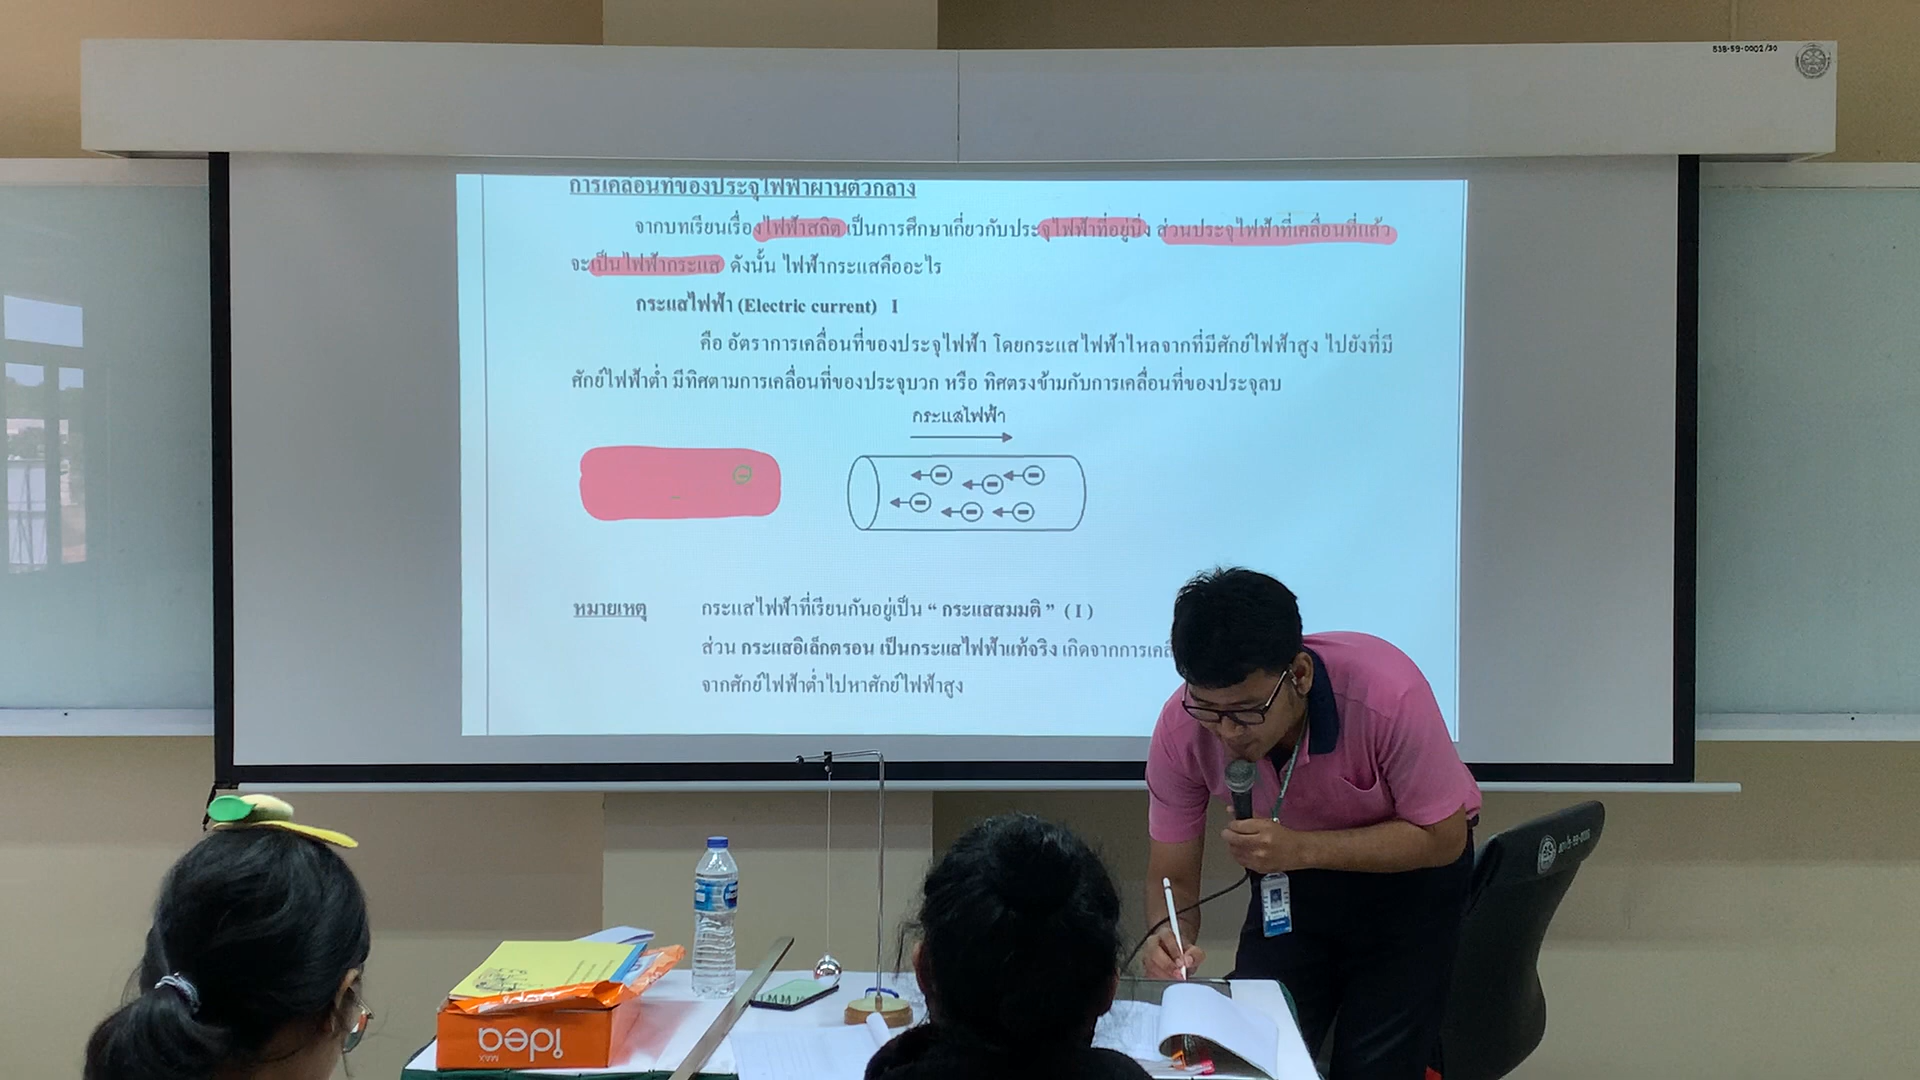 538-59-0002/30
การเคลื่อนที่ของประจุไฟฟ้าผ่านตัวกลาง
จากบทเรียนเรื่องไฟฟ้าสถิต เป็นการศึกษาเกี่ยวกับประจุไฟฟ้าที่อยู่นิ่ง ส่วนประจุไฟฟ้าที่เคลื่อนที่แล้ว
จะเป็นไฟฟ้ากระแส ดังนั้น ไฟฟ้ากระแสคืออะไร
กระแสไฟฟ้า (Electric current) I
คือ อัตราการเคลื่อนที่ของประจุไฟฟ้า โดยกระแสไฟฟ้าไหลจากที่มีศักย์ไฟฟ้าสูง ไปยังที่มี
ศักย์ไฟฟ้าต่ำ มีทิศตามการเคลื่อนที่ของประจุบวก หรือ ทิศตรงข้ามกับการเคลื่อนที่ของประจุลบ
กระแสไฟฟ้า
หมายเหตุ กระแสไฟฟ้าที่เรียนกันอยู่เป็น “ กระแสสมมติ ” ( I )
ส่วน กระแสอิเล็กตรอน เป็นกระแสไฟฟ้าแท้จริง เกิดจากการเคลื่
จากศักย์ไฟฟ้าต่ำไปหาศักย์ไฟฟ้าสูง
idea
MAX